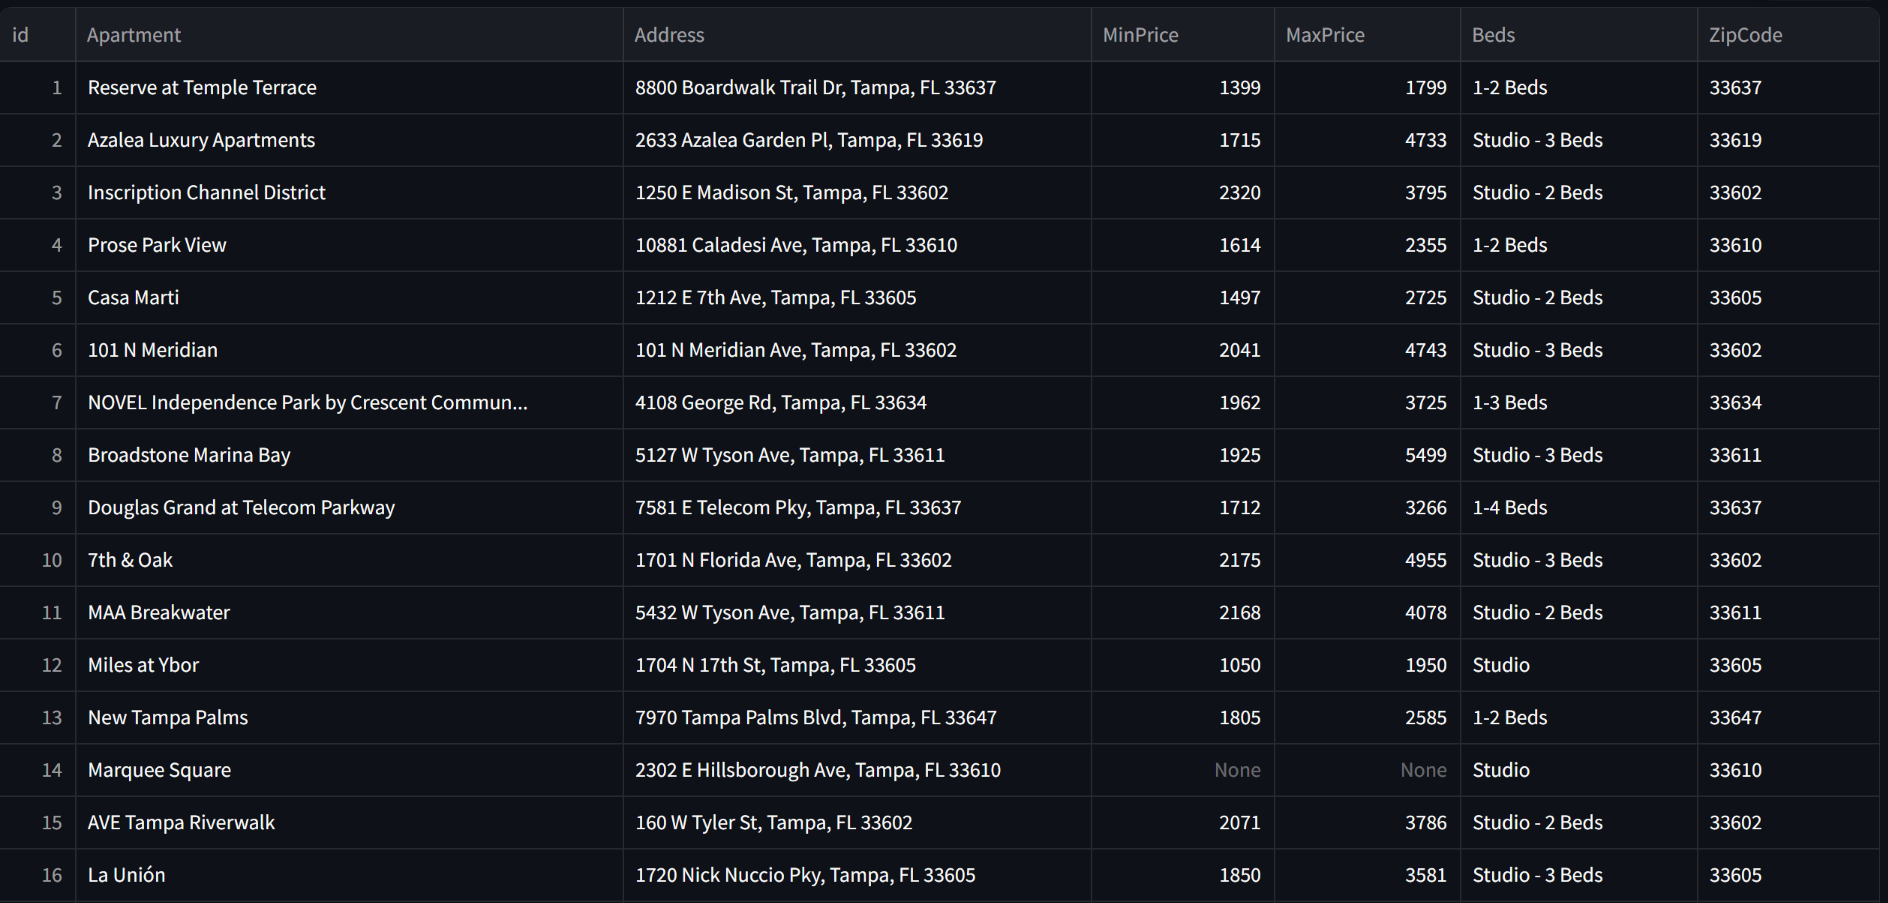 id Apartment Address MinPrice MaxPrice Beds ZipCode
1 Reserve at Temple Terrace 8800 Boardwalk Trail Dr, Tampa, FL 33637 1399 1799 1-2 Beds 33637
2 Azalea Luxury Apartments 2633 Azalea Garden Pl, Tampa, FL 33619 1715 4733 Studio - 3 Beds 33619
3 Inscription Channel District 1250 E Madison St, Tampa, FL 33602 2320 3795 Studio - 2 Beds 33602
4 Prose Park View 10881 Caladesi Ave, Tampa, FL 33610 1614 2355 1-2 Beds 33610
5 Casa Marti 1212 E 7th Ave, Tampa, FL 33605 1497 2725 Studio - 2 Beds 33605
6 101 N Meridian 101 N Meridian Ave, Tampa, FL 33602 2041 4743 Studio - 3 Beds 33602
7 NOVEL Independence Park by Crescent Commun... 4108 George Rd, Tampa, FL 33634 1962 3725 1-3 Beds 33634
8 Broadstone Marina Bay 5127 W Tyson Ave, Tampa, FL 33611 1925 5499 Studio - 3 Beds 33611
9 Douglas Grand at Telecom Parkway 7581 E Telecom Pky, Tampa, FL 33637 1712 3266 1-4 Beds 33637
10 7th & Oak 1701 N Florida Ave, Tampa, FL 33602 2175 4955 Studio - 3 Beds 33602
11 MAA Breakwater 5432 W Tyson Ave, Tampa, FL 33611 2168 4078 Studio - 2 Beds 33611
12 Miles at Ybor 1704 N 17th St, Tampa, FL 33605 1050 1950 Studio 33605
13 New Tampa Palms 7970 Tampa Palms Blvd, Tampa, FL 33647 1805 2585 1-2 Beds 33647
14 Marquee Square 2302 E Hillsborough Ave, Tampa, FL 33610 None None Studio 33610
15 AVE Tampa Riverwalk 160 W Tyler St, Tampa, FL 33602 2071 3786 Studio - 2 Beds 33602
16 La Unión 1720 Nick Nuccio Pky, Tampa, FL 33605 1850 3581 Studio - 3 Beds 33605